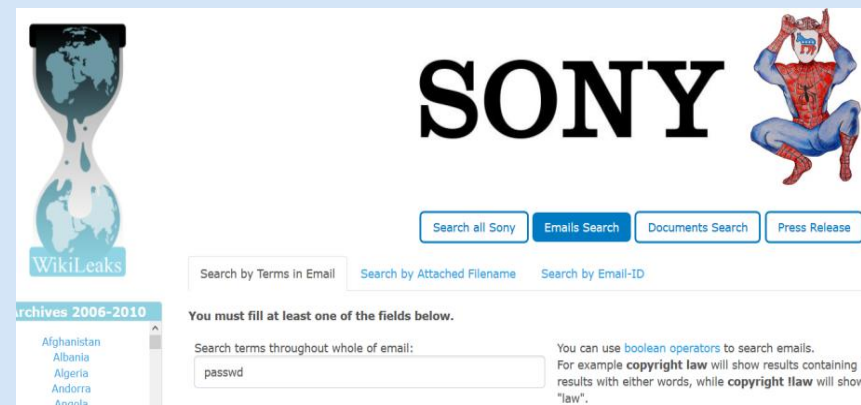 SONY
WikiLeaks
Search all Sony
Emails Search
Documents Search
Press Release
Search by Terms in Email
Search by Attached Filename
Search by Email-ID
Archives 2006-2010
Afghanistan
Albania
Algeria
Andorra
Angola
You must fill at least one of the fields below.
Search terms throughout whole of email:
passwd
You can use boolean operators to search emails.
For example copyright law will show results containing
results with either words, while copyright !law will show
"law".